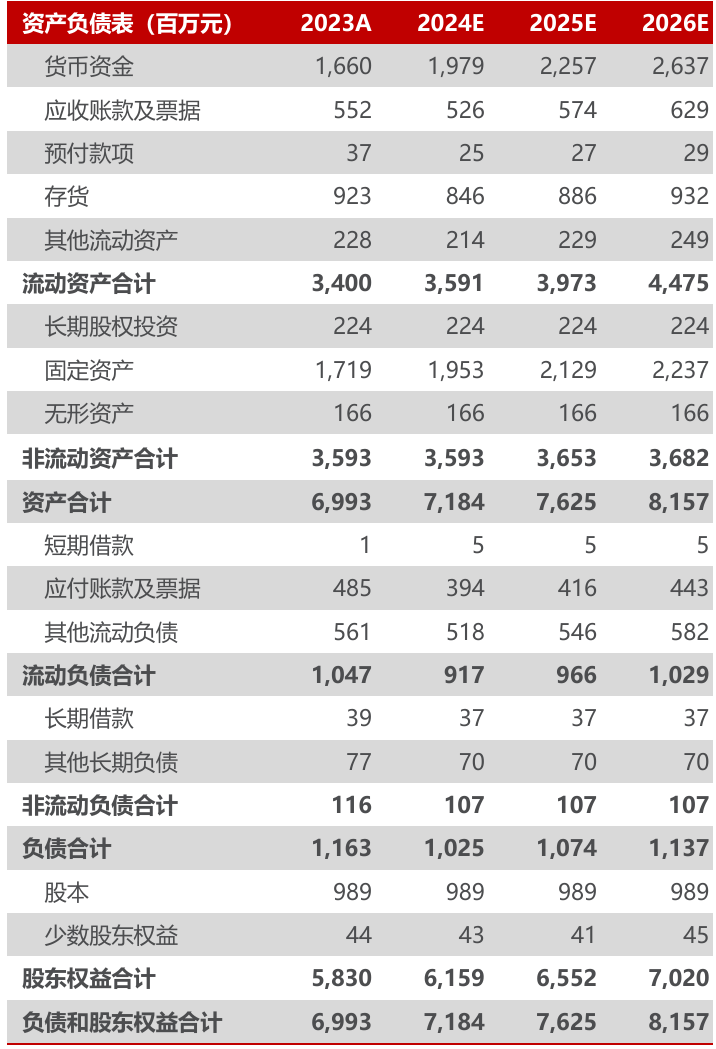 资产负债表（百万元） 2023A 2024E 2025E 2026E
货币资金 1,660 1,979 2,257 2,637
应收账款及票据 552 526 574 629
预付款项 37 25 27 29
存货 923 846 886 932
其他流动资产 228 214 229 249
流动资产合计 3,400 3,591 3,973 4,475
长期股权投资 224 224 224 224
固定资产 1,719 1,953 2,129 2,237
无形资产 166 166 166 166
非流动资产合计 3,593 3,593 3,653 3,682
资产合计 6,993 7,184 7,625 8,157
短期借款 1 5 5 5
应付账款及票据 485 394 416 443
其他流动负债 561 518 546 582
流动负债合计 1,047 917 966 1,029
长期借款 39 37 37 37
其他长期负债 77 70 70 70
非流动负债合计 116 107 107 107
负债合计 1,163 1,025 1,074 1,137
股本 989 989 989 989
少数股东权益 44 43 41 45
股东权益合计 5,830 6,159 6,552 7,020
负债和股东权益合计 6,993 7,184 7,625 8,157